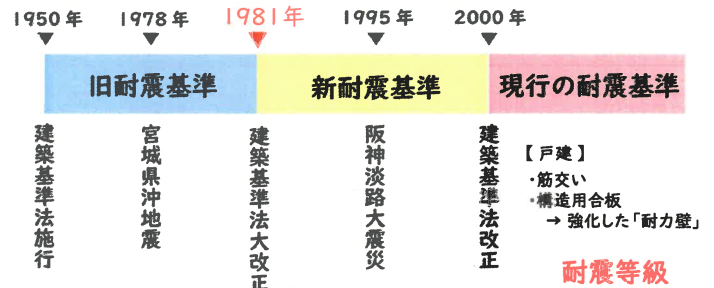 1950年
1978年
1981年
1995年
2000年
旧耐震基準
新耐震基準
現行の耐震基準
建築基準法施行
宮城県沖地震
建築基準法大改正
阪神淡路大震災
建築基準法改正
【戸建】
・筋交い
・構造用合板
→ 強化した「耐力壁」
耐震等級